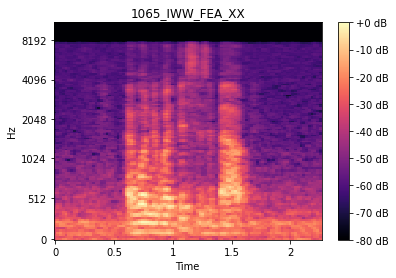 1065_IWW_FEA_XX
8192
4096
2048
1024
512
0
Hz
0
0.5
1
1.5
2
Time
+0 dB
-10 dB
-20 dB
-30 dB
-40 dB
-50 dB
-60 dB
-70 dB
-80 dB